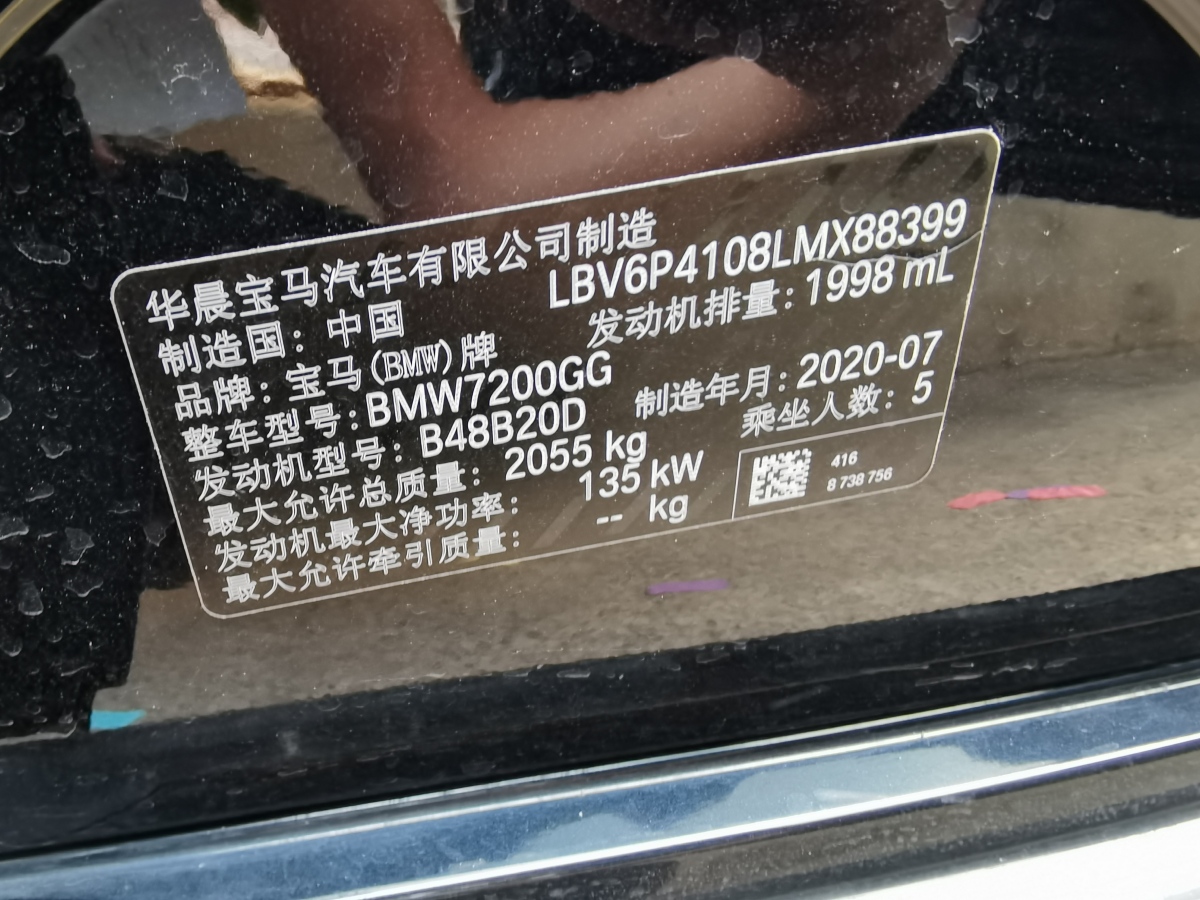 华晨宝马汽车有限公司制造
LBV6P4108LMX88399
制造国：中国
发动机排量：1998 mL
品牌：宝马(BMW)牌
整车型号：BMW7200GG
制造年月：2020-07
发动机型号：B48B20D
乘坐人数：5
最大允许总质量：2055 kg
发动机最大净功率：135 kW
最大允许牵引质量：-- kg
416
8 738 756